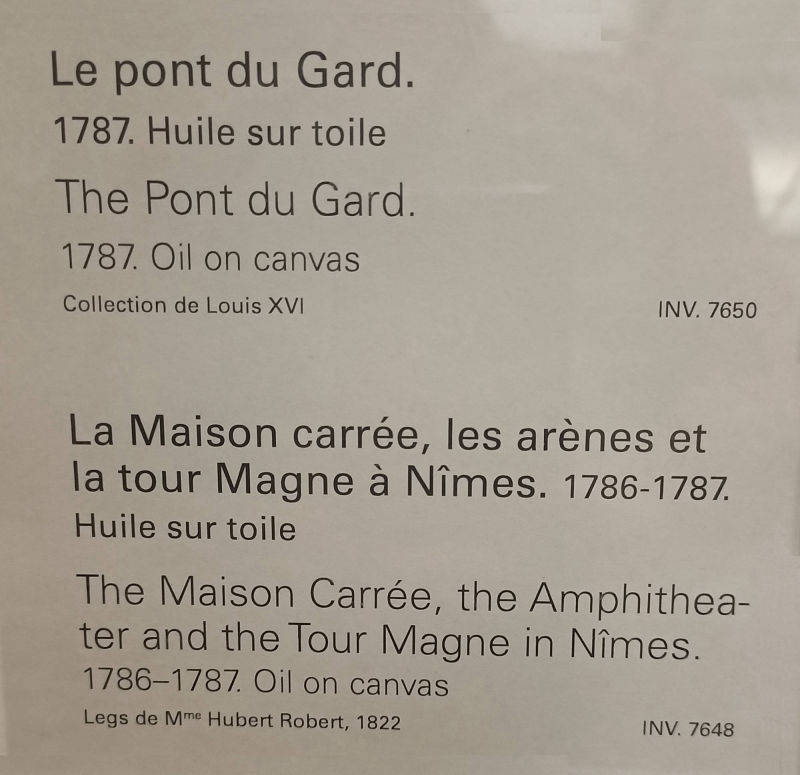 Le pont du Gard.
1787. Huile sur toile
The Pont du Gard.
1787. Oil on canvas
Collection de Louis XVI
INV. 7650
La Maison carrée, les arènes et
la tour Magne à Nîmes. 1786-1787.
Huile sur toile
The Maison Carrée, the Amphithea-
ter and the Tour Magne in Nîmes.
1786–1787. Oil on canvas
Legs de Mᵐᵉ Hubert Robert, 1822
INV. 7648